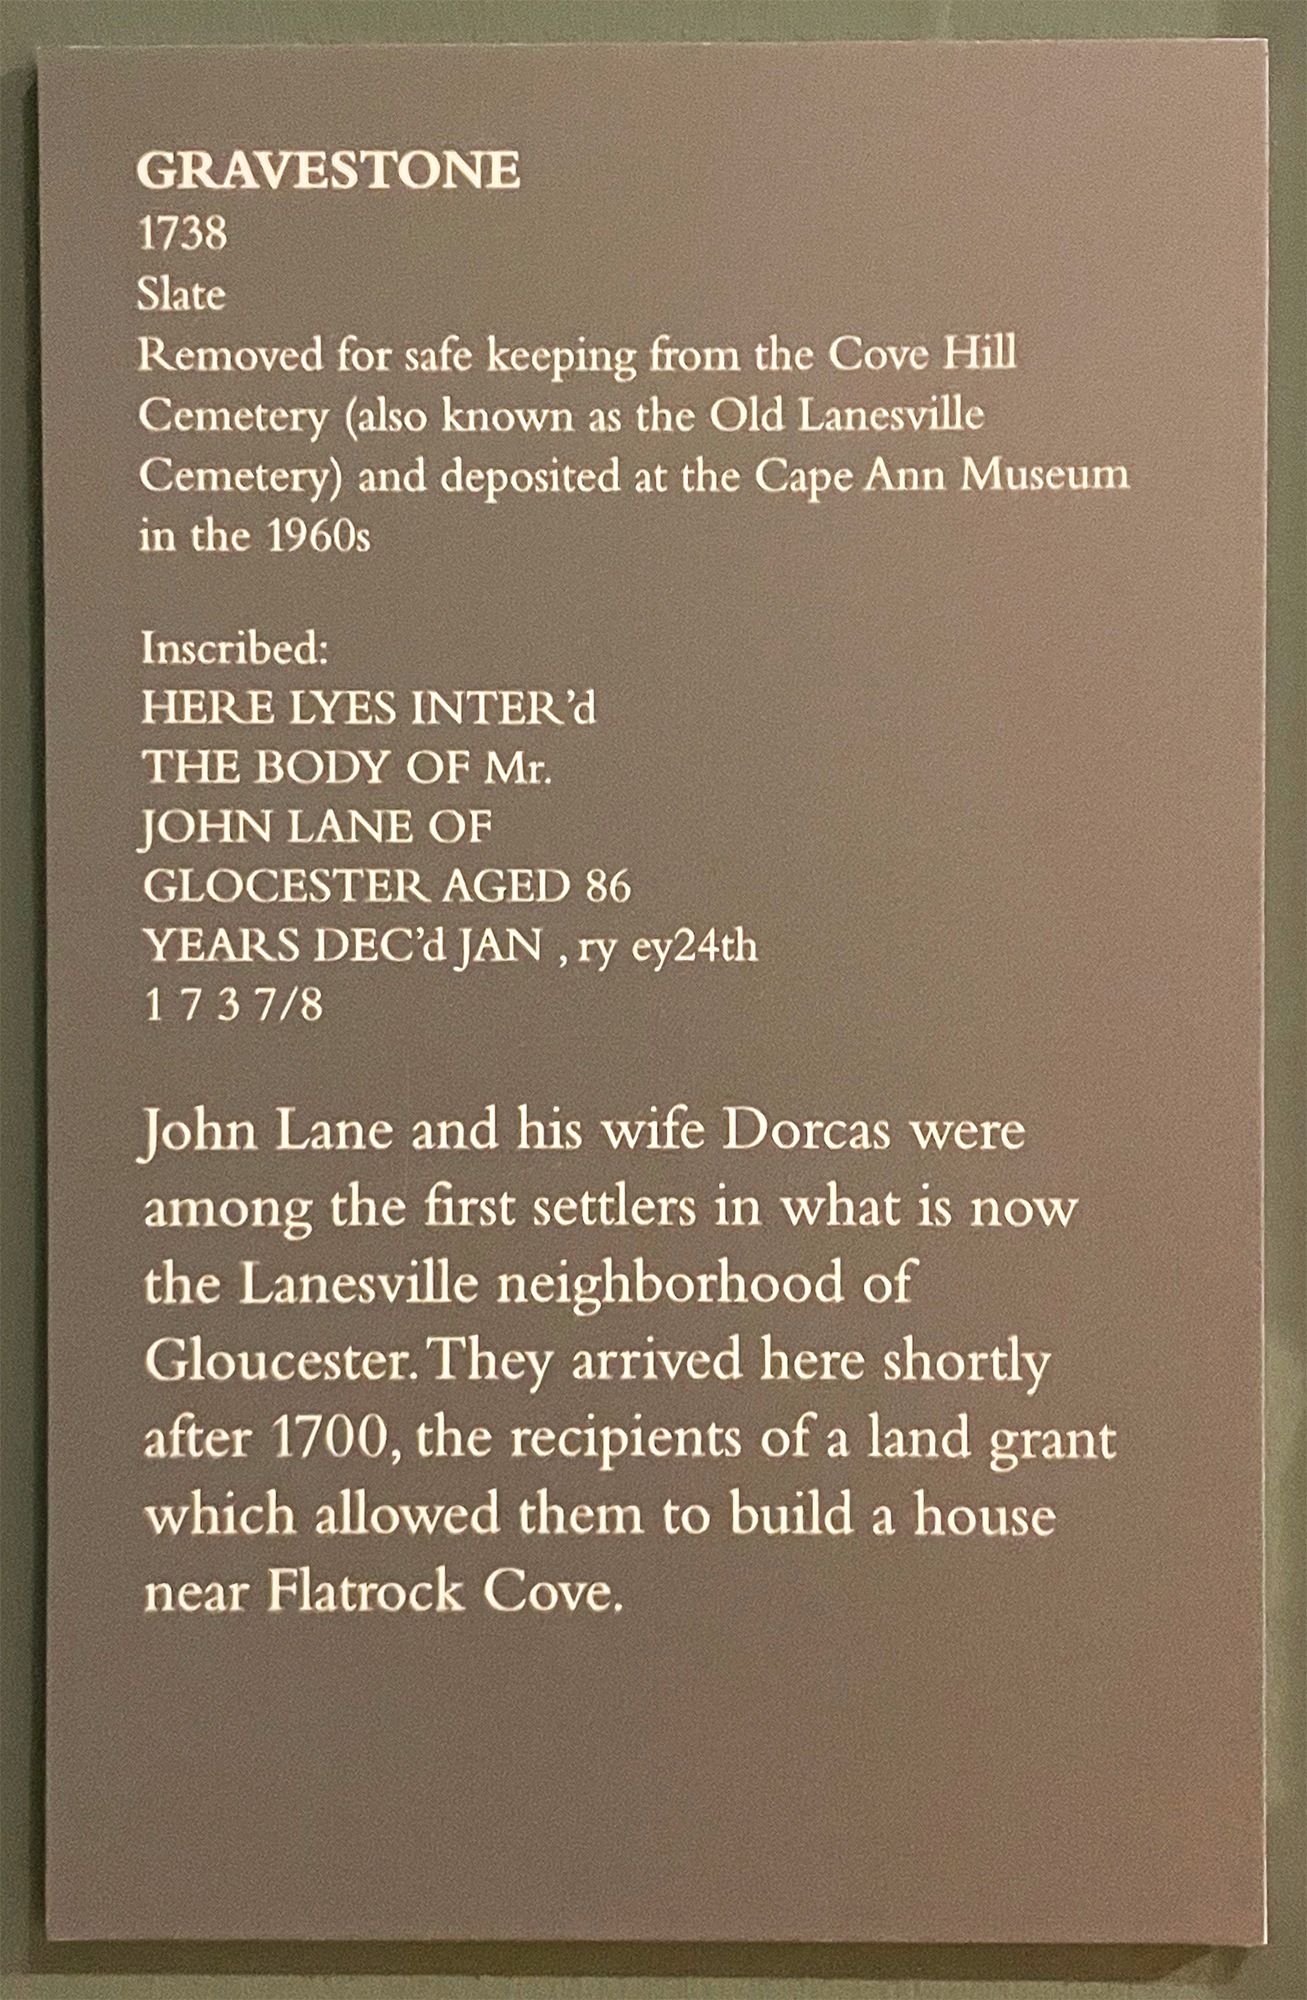 GRAVESTONE
1738
Slate
Removed for safe keeping from the Cove Hill
Cemetery (also known as the Old Lanesville
Cemetery) and deposited at the Cape Ann Museum
in the 1960s
Inscribed:
HERE LYES INTER’d
THE BODY OF Mr.
JOHN LANE OF
GLOCESTER AGED 86
YEARS DEC’d JAN , ry ey24th
1 7 3 7/8
John Lane and his wife Dorcas were
among the first settlers in what is now
the Lanesville neighborhood of
Gloucester. They arrived here shortly
after 1700, the recipients of a land grant
which allowed them to build a house
near Flatrock Cove.